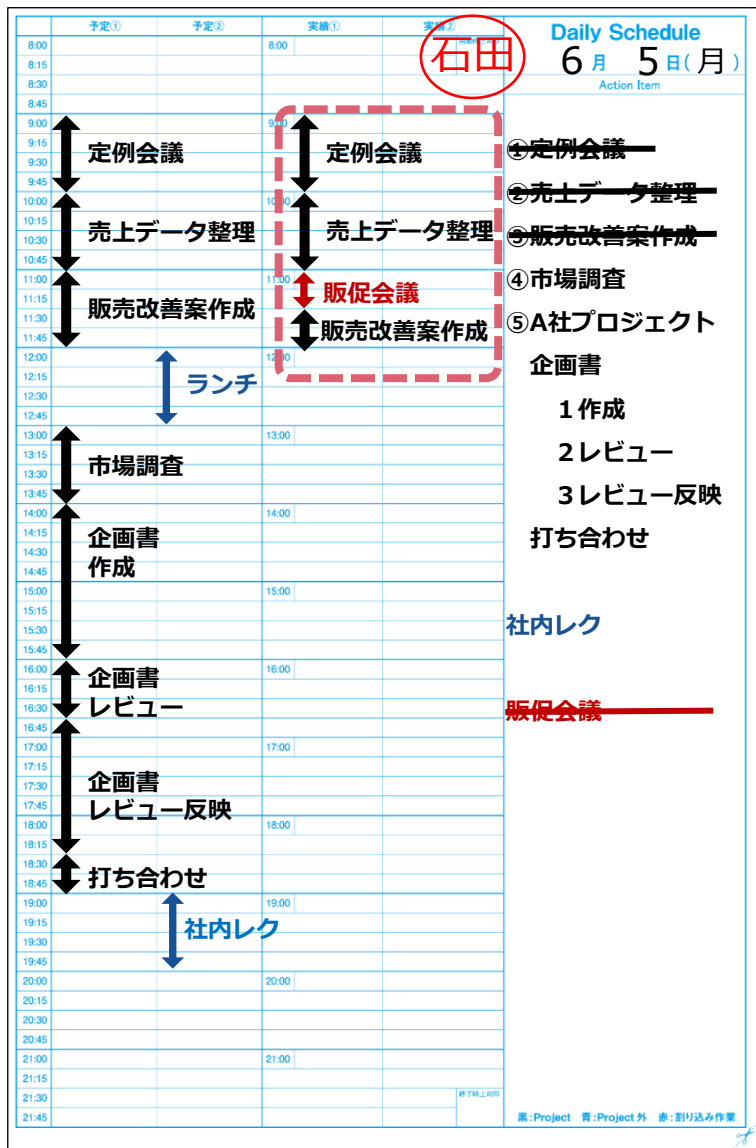 予定① 予定② 実績① 実績②
石田
Daily Schedule
6月 5日(月)
Action Item
8:00 8:00
8:15
8:30
8:45
9:00 9:00
9:15
定例会議 定例会議 ①定例会議
9:30
9:45
10:00 10:00 ②売上データ整理
10:15
売上データ整理 売上データ整理 ③販売改善案作成
10:30
10:45
11:00 11:00 ④市場調査
11:15 販促会議
販売改善案作成
11:30 販売改善案作成 ⑤A社プロジェクト
11:45
12:00 12:00 企画書
12:15
ランチ
12:30 1作成
12:45
13:00 13:00
13:15 2レビュー
市場調査
13:30
13:45 3レビュー反映
14:00 14:00
14:15 企画書 打ち合わせ
14:30 作成
14:45
15:00 15:00
15:15 社内レク
15:30
15:45
16:00 16:00
16:15 企画書
16:30 レビュー 販促会議
16:45
17:00 17:00
17:15
17:30 企画書
17:45 レビュー反映
18:00 18:00
18:15
18:30
18:45 打ち合わせ
19:00 19:00
19:15 社内レク
19:30
19:45
20:00 20:00
20:15
20:30
20:45
21:00 21:00
21:15
21:30 終了時上司印
21:45
黒:Project 青:Project外 赤:割り込み作業